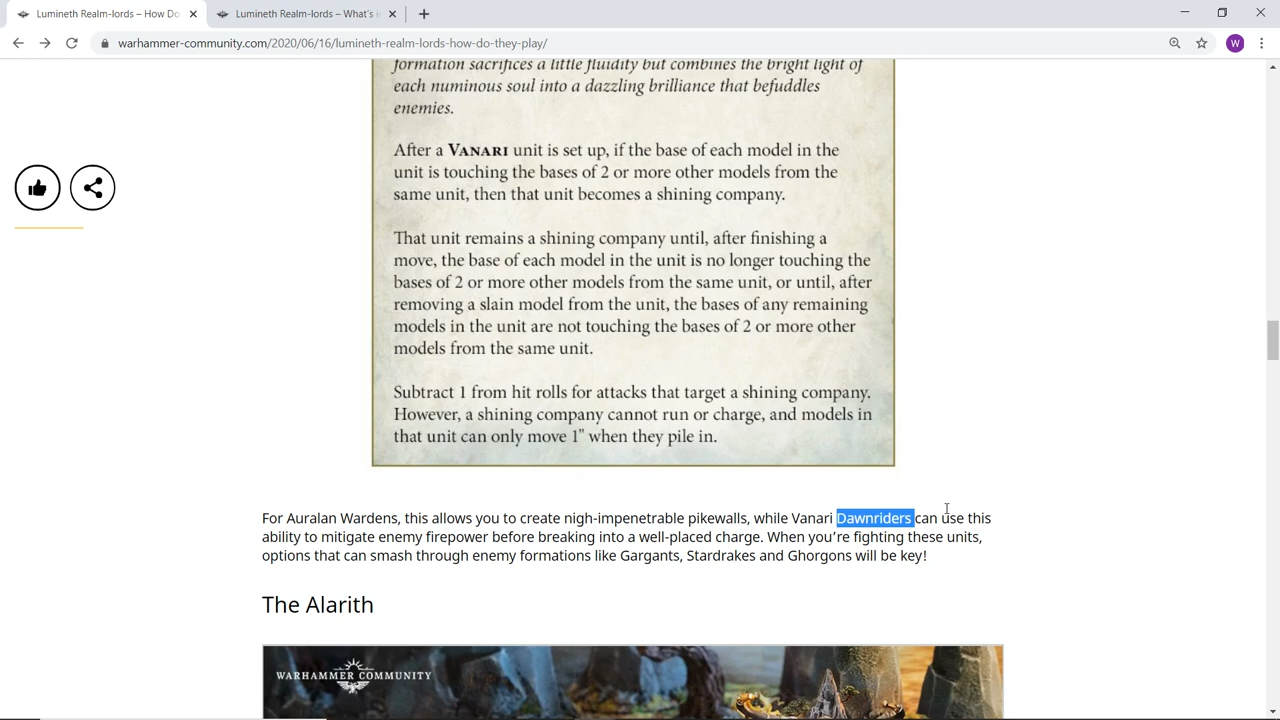 Lumineth Realm-lords – How Do
Lumineth Realm-lords – What's i
warhammer-community.com/2020/06/16/lumineth-realm-lords-how-do-they-play/
W
formation sacrifices a little fluidity but combines the bright light of
each numinous soul into a dazzling brilliance that befuddles
enemies.
After a VANARI unit is set up, if the base of each model in the
unit is touching the bases of 2 or more other models from the
same unit, then that unit becomes a shining company.
That unit remains a shining company until, after finishing a
move, the base of each model in the unit is no longer touching the
bases of 2 or more other models from the same unit, or until, after
removing a slain model from the unit, the bases of any remaining
models in the unit are not touching the bases of 2 or more other
models from the same unit.
Subtract 1 from hit rolls for attacks that target a shining company.
However, a shining company cannot run or charge, and models in
that unit can only move 1" when they pile in.
For Auralan Wardens, this allows you to create nigh-impenetrable pikewalls, while Vanari Dawnriders can use this
ability to mitigate enemy firepower before breaking into a well-placed charge. When you’re fighting these units,
options that can smash through enemy formations like Gargants, Stardrakes and Ghorgons will be key!
The Alarith
WARHAMMER COMMUNITY